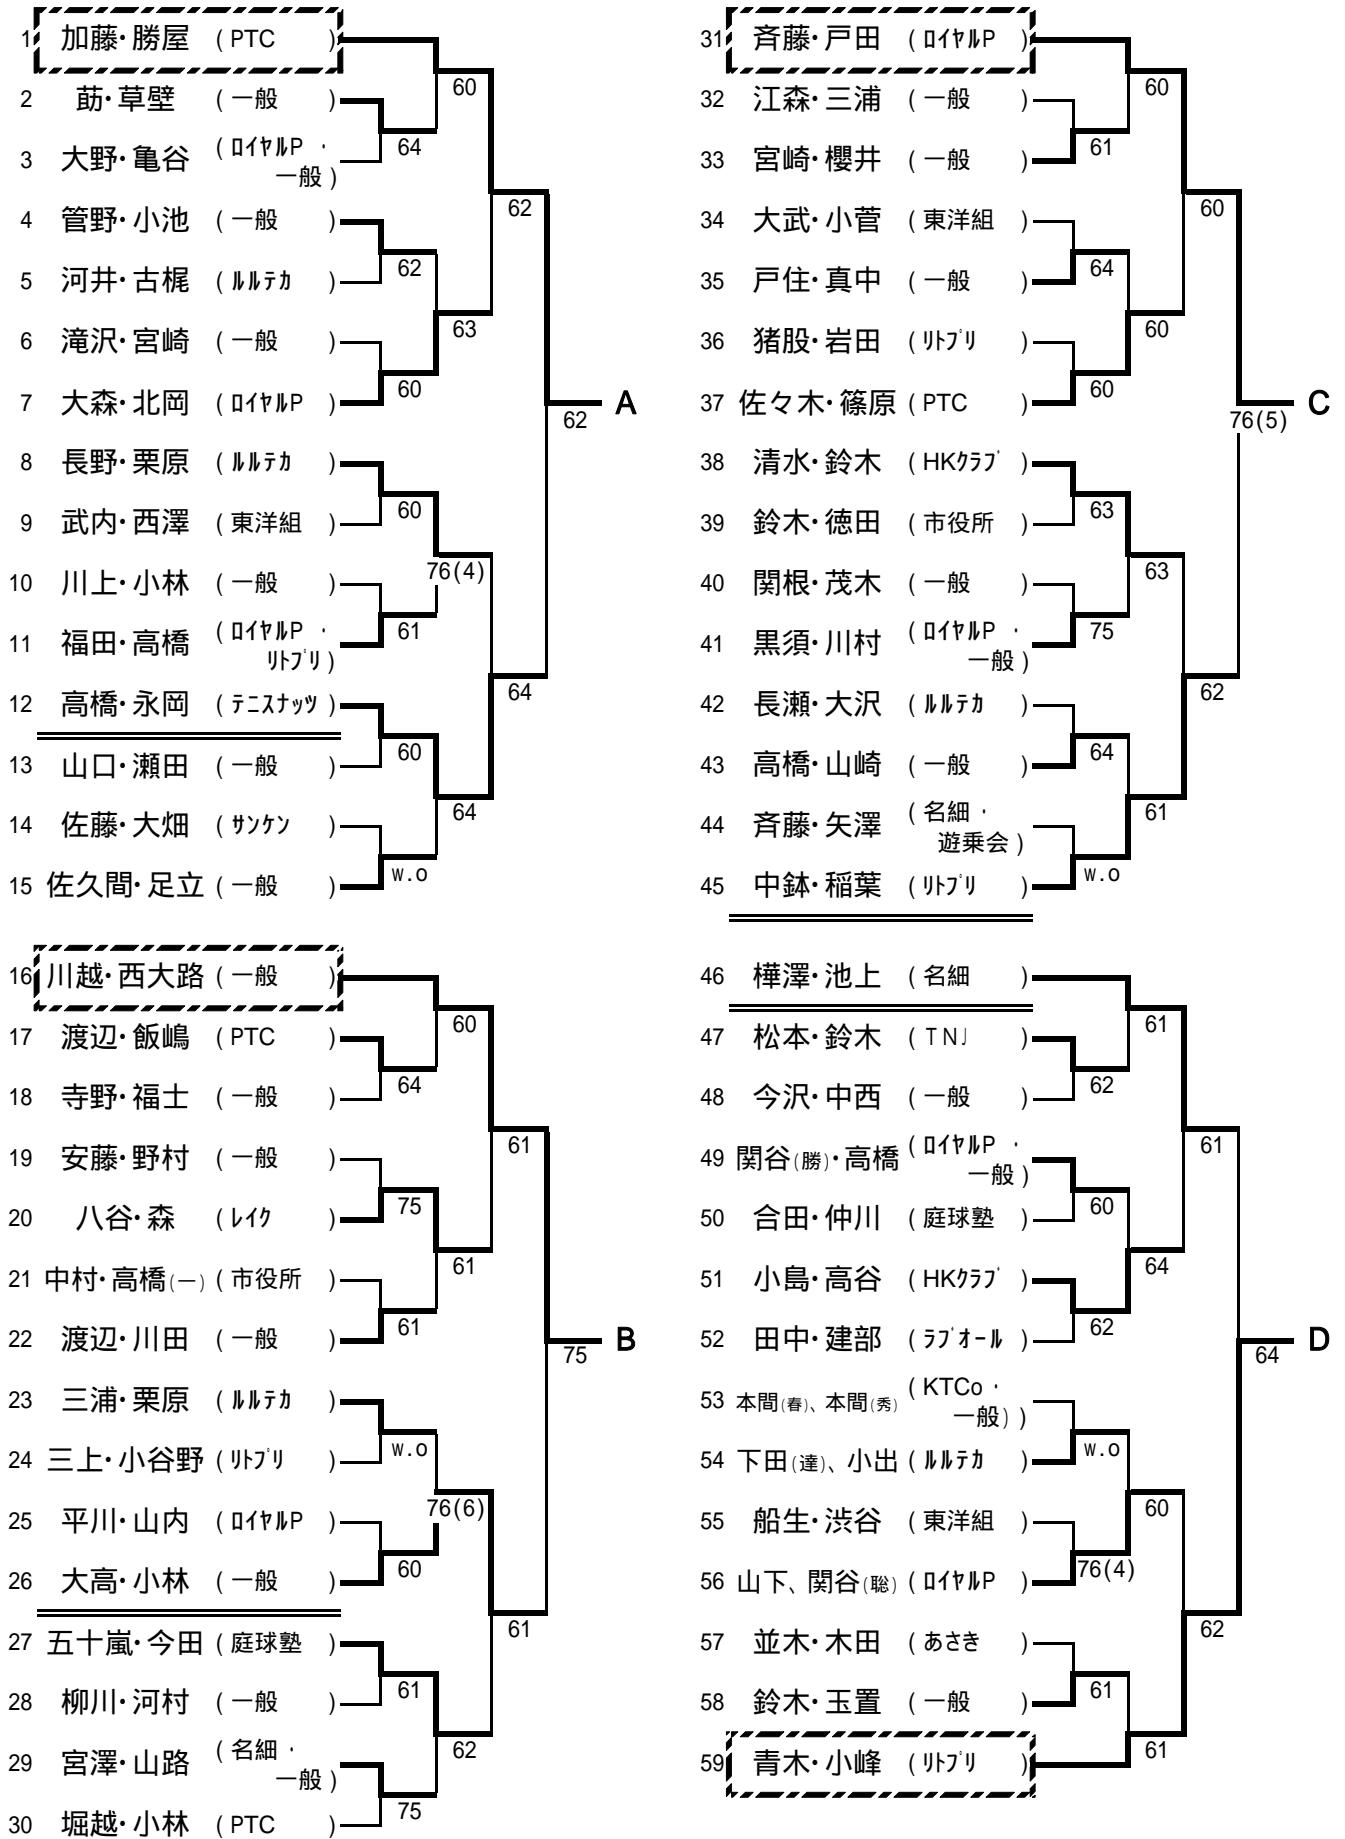 1 加藤・勝屋 ( PTC )
2 莇・草壁 ( 一般 )
60
3 大野・亀谷 ( ﾛｲﾔﾙP ・
一般 )
64
4 管野・小池 ( 一般 )
62
5 河井・古梶 ( ﾙﾙﾃｶ )
62
6 滝沢・宮崎 ( 一般 )
63
7 大森・北岡 ( ﾛｲﾔﾙP )
60
A
62
8 長野・栗原 ( ﾙﾙﾃｶ )
9 武内・西澤 ( 東洋組 )
60
10 川上・小林 ( 一般 )
76(4)
11 福田・高橋 ( ﾛｲﾔﾙP ・
ﾘﾄﾌﾟﾘ )
61
12 高橋・永岡 ( ﾃﾆｽﾅｯﾂ )
64
13 山口・瀬田 ( 一般 )
60
14 佐藤・大畑 ( ｻﾝｹﾝ )
64
15 佐久間・足立 ( 一般 )
w.o
16 川越・西大路 ( 一般 )
17 渡辺・飯嶋 ( PTC )
60
18 寺野・福士 ( 一般 )
64
19 安藤・野村 ( 一般 )
61
20 八谷・森 ( ﾚｲｸ )
75
21 中村・高橋(一) ( 市役所 )
61
22 渡辺・川田 ( 一般 )
61
B
75
23 三浦・栗原 ( ﾙﾙﾃｶ )
24 三上・小谷野 ( ﾘﾄﾌﾟﾘ )
w.o
25 平川・山内 ( ﾛｲﾔﾙP )
76(6)
26 大高・小林 ( 一般 )
60
27 五十嵐・今田 ( 庭球塾 )
61
28 柳川・河村 ( 一般 )
61
29 宮澤・山路 ( 名細 ・
一般 )
62
30 堀越・小林 ( PTC )
75
31 斉藤・戸田 ( ﾛｲﾔﾙP )
32 江森・三浦 ( 一般 )
60
33 宮崎・櫻井 ( 一般 )
61
34 大武・小菅 ( 東洋組 )
60
35 戸住・真中 ( 一般 )
64
36 猪股・岩田 ( ﾘﾄﾌﾟﾘ )
60
37 佐々木・篠原 ( PTC )
60
C
76(5)
38 清水・鈴木 ( HKｸﾗﾌﾞ )
39 鈴木・徳田 ( 市役所 )
63
40 関根・茂木 ( 一般 )
63
41 黒須・川村 ( ﾛｲﾔﾙP ・
一般 )
75
42 長瀬・大沢 ( ﾙﾙﾃｶ )
62
43 高橋・山崎 ( 一般 )
64
44 斉藤・矢澤 ( 名細 ・
遊乗会 )
61
45 中鉢・稲葉 ( ﾘﾄﾌﾟﾘ )
w.o
46 樺澤・池上 ( 名細 )
47 松本・鈴木 ( TNJ )
61
48 今沢・中西 ( 一般 )
62
49 関谷(勝)・高橋 ( ﾛｲﾔﾙP ・
一般 )
61
50 合田・仲川 ( 庭球塾 )
60
51 小島・高谷 ( HKｸﾗﾌﾞ )
64
52 田中・建部 ( ﾗﾌﾞｵｰﾙ )
62
D
64
53 本間(春)、本間(秀) ( KTCo ・
一般) )
54 下田(達)、小出 ( ﾙﾙﾃｶ )
w.o
55 船生・渋谷 ( 東洋組 )
60
56 山下、関谷(聡) ( ﾛｲﾔﾙP )
76(4)
57 並木・木田 ( あさき )
62
58 鈴木・玉置 ( 一般 )
61
59 青木・小峰 ( ﾘﾄﾌﾟﾘ )
61